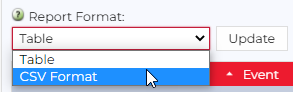 Report Format:
Table
Update
Table
CSV Format
Event